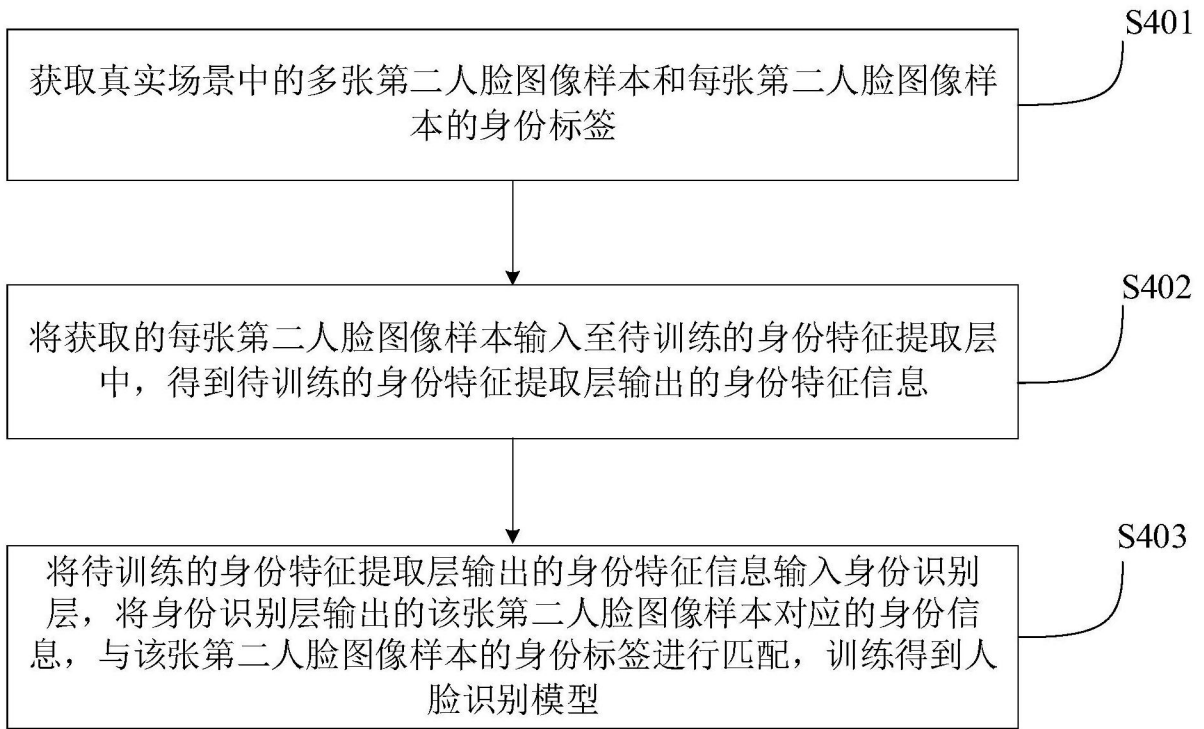 S401
获取真实场景中的多张第二人脸图像样本和每张第二人脸图像样
本的身份标签
S402
将获取的每张第二人脸图像样本输入至待训练的身份特征提取层
中，得到待训练的身份特征提取层输出的身份特征信息
S403
将待训练的身份特征提取层输出的身份特征信息输入身份识别
层，将身份识别层输出的该张第二人脸图像样本对应的身份信
息，与该张第二人脸图像样本的身份标签进行匹配，训练得到人
脸识别模型